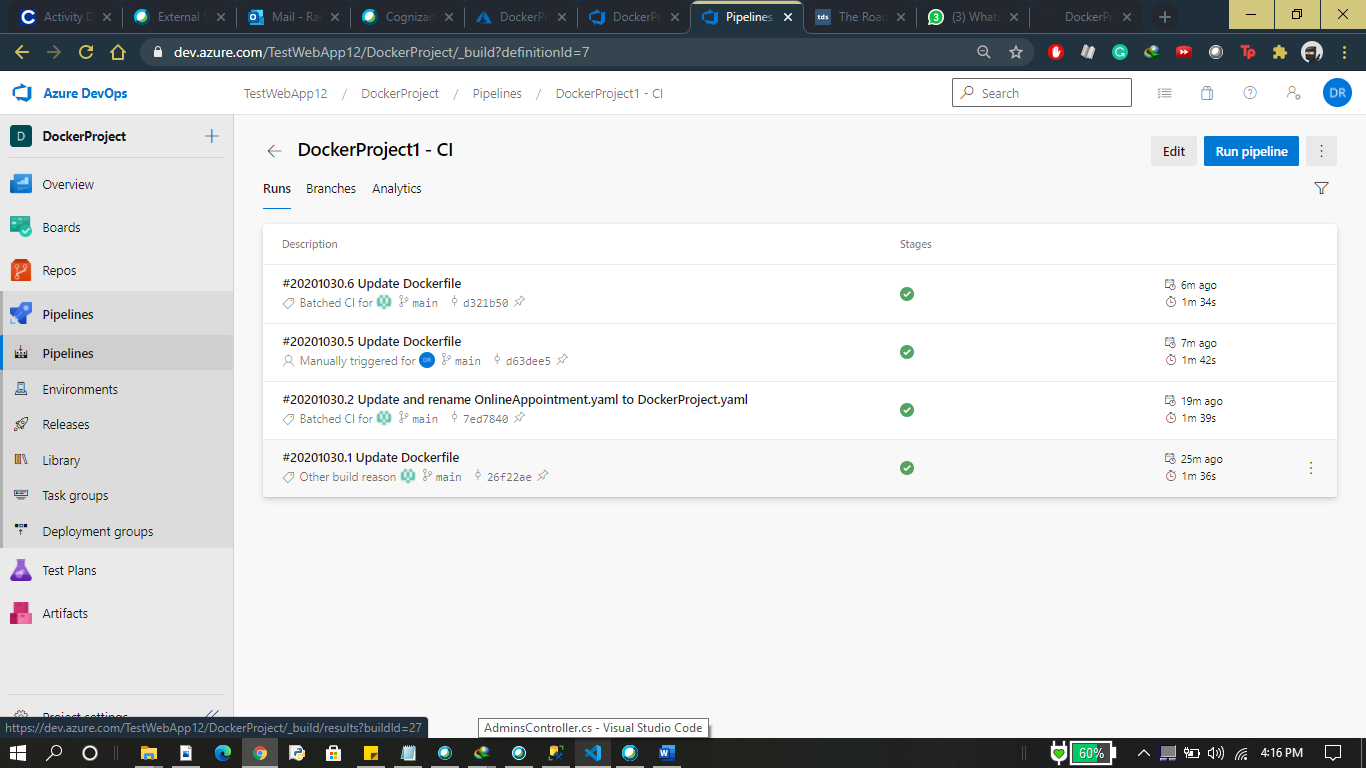 Activity D
External S
Mail - Ra
Cognizan
DockerPr
DockerPr
Pipelines
The Road
(3) Whats
DockerPr
dev.azure.com/TestWebApp12/DockerProject/_build?definitionId=7
Azure DevOps
TestWebApp12 / DockerProject / Pipelines / DockerProject1 - CI
Search
DR
D DockerProject
Overview
Boards
Repos
Pipelines
Pipelines
Environments
Releases
Library
Task groups
Deployment groups
Test Plans
Artifacts
Project settings
DockerProject1 - CI
Edit
Run pipeline
Runs Branches Analytics
Description Stages
#20201030.6 Update Dockerfile
Batched CI for main d321b50
6m ago
1m 34s
#20201030.5 Update Dockerfile
Manually triggered for DR main d63dee5
7m ago
1m 42s
#20201030.2 Update and rename OnlineAppointment.yaml to DockerProject.yaml
Batched CI for main 7ed7840
19m ago
1m 39s
#20201030.1 Update Dockerfile
Other build reason main 26f22ae
25m ago
1m 36s
https://dev.azure.com/TestWebApp12/DockerProject/_build/results?buildId=27
AdminsController.cs - Visual Studio Code
60%
4:16 PM